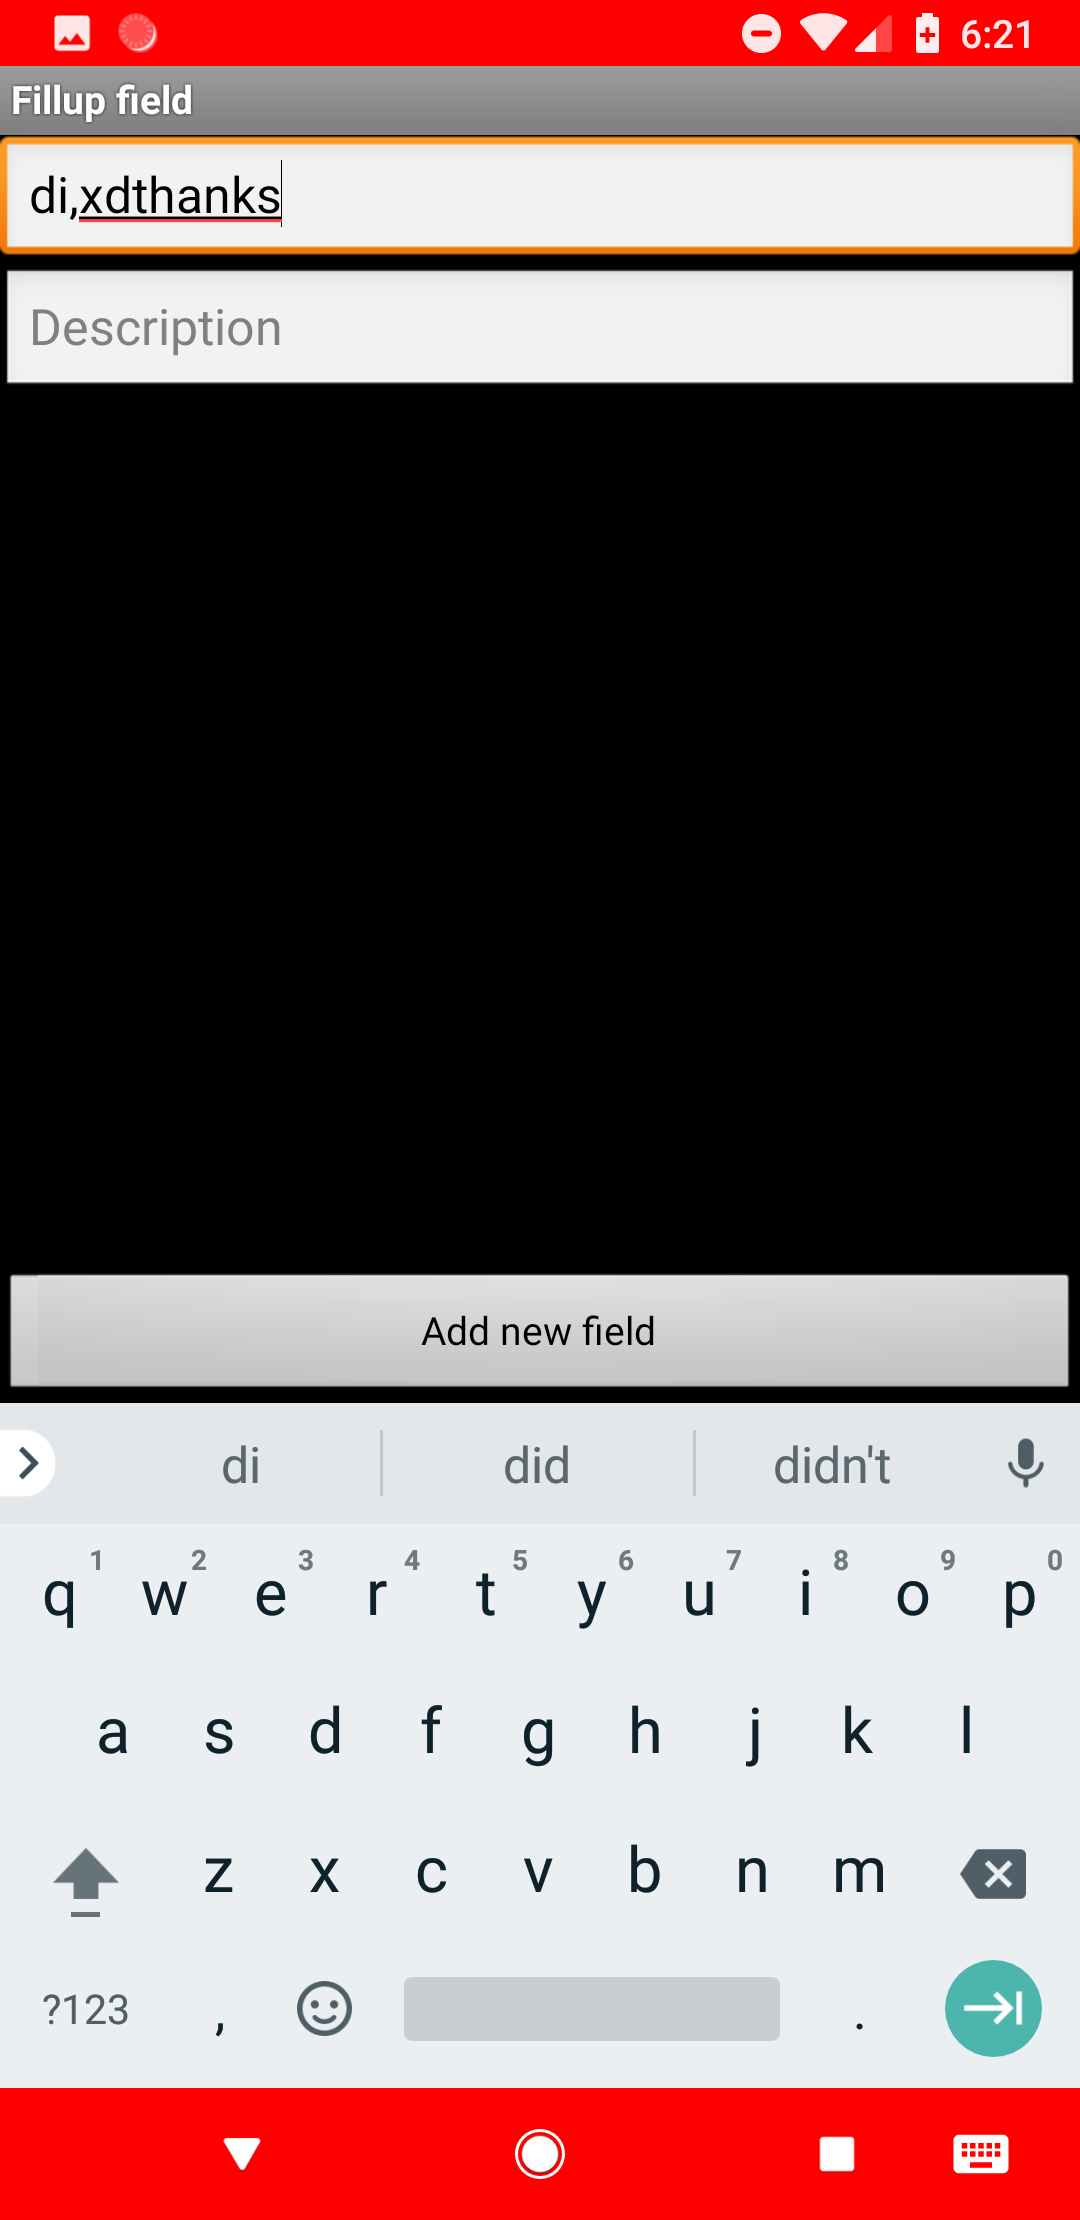 6:21
Fillup field
di,xdthanks
Description
Add new field
di did didn't
1 2 3 4 5 6 7 8 9 0
q w e r t y u i o p
a s d f g h j k l
z x c v b n m
?123 , .